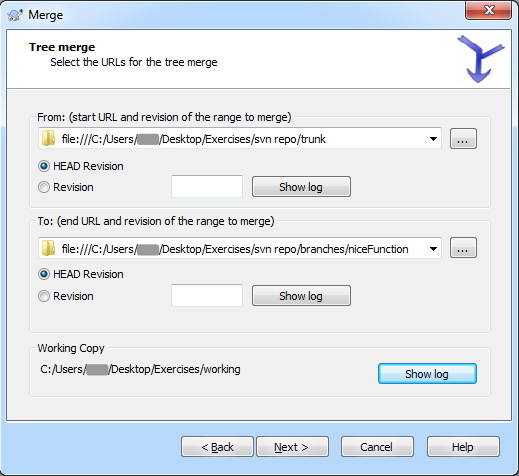 Merge
Tree merge
Select the URLs for the tree merge
From: (start URL and revision of the range to merge)
file:///C:/Users/ /Desktop/Exercises/svn repo/trunk
...
HEAD Revision
Revision
Show log
To: (end URL and revision of the range to merge)
file:///C:/Users/ /Desktop/Exercises/svn repo/branches/niceFunction
...
HEAD Revision
Revision
Show log
Working Copy
C:/Users/ /Desktop/Exercises/working
Show log
< Back Next > Cancel Help